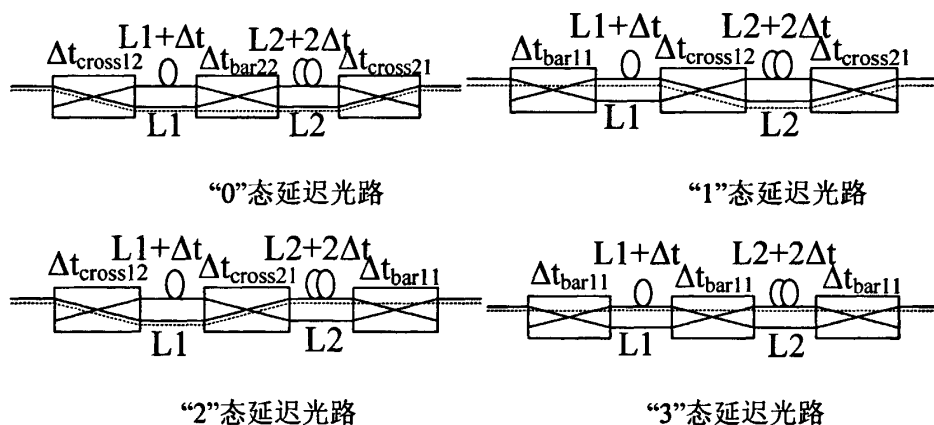 L1+Δt L2+2Δt
Δtcross12 Δtbar22 Δtcross21
L1 L2
“0”态延迟光路
L1+Δt L2+2Δt
Δtbar11 Δtcross12 Δtcross21
L1 L2
“1”态延迟光路
L1+Δt L2+2Δt
Δtcross12 Δtcross21 Δtbar11
L1 L2
“2”态延迟光路
L1+Δt L2+2Δt
Δtbar11 Δtbar11 Δtbar11
L1 L2
“3”态延迟光路